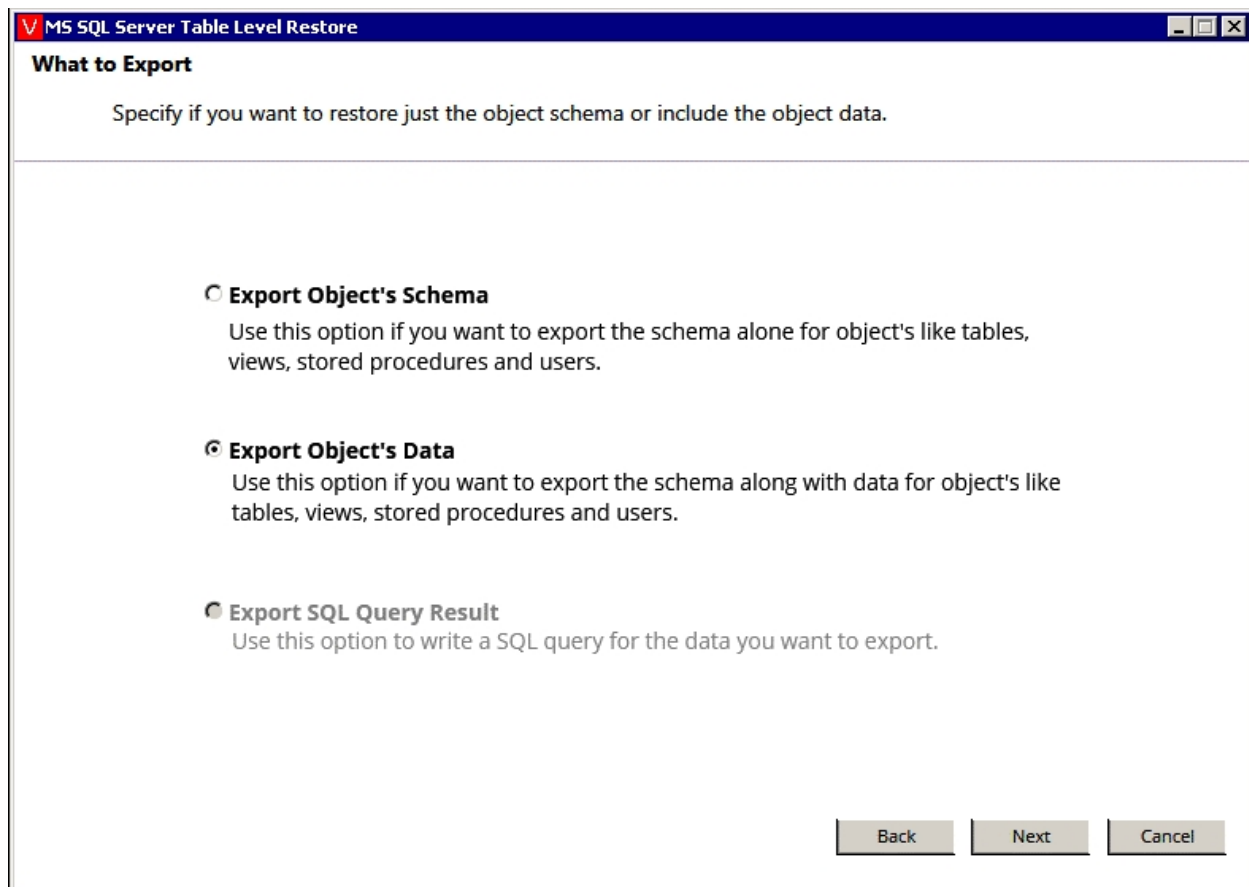 V MS SQL Server Table Level Restore
What to Export
Specify if you want to restore just the object schema or include the object data.
Export Object's Schema
Use this option if you want to export the schema alone for object's like tables,
views, stored procedures and users.
Export Object's Data
Use this option if you want to export the schema along with data for object's like
tables, views, stored procedures and users.
Export SQL Query Result
Use this option to write a SQL query for the data you want to export.
Back Next Cancel